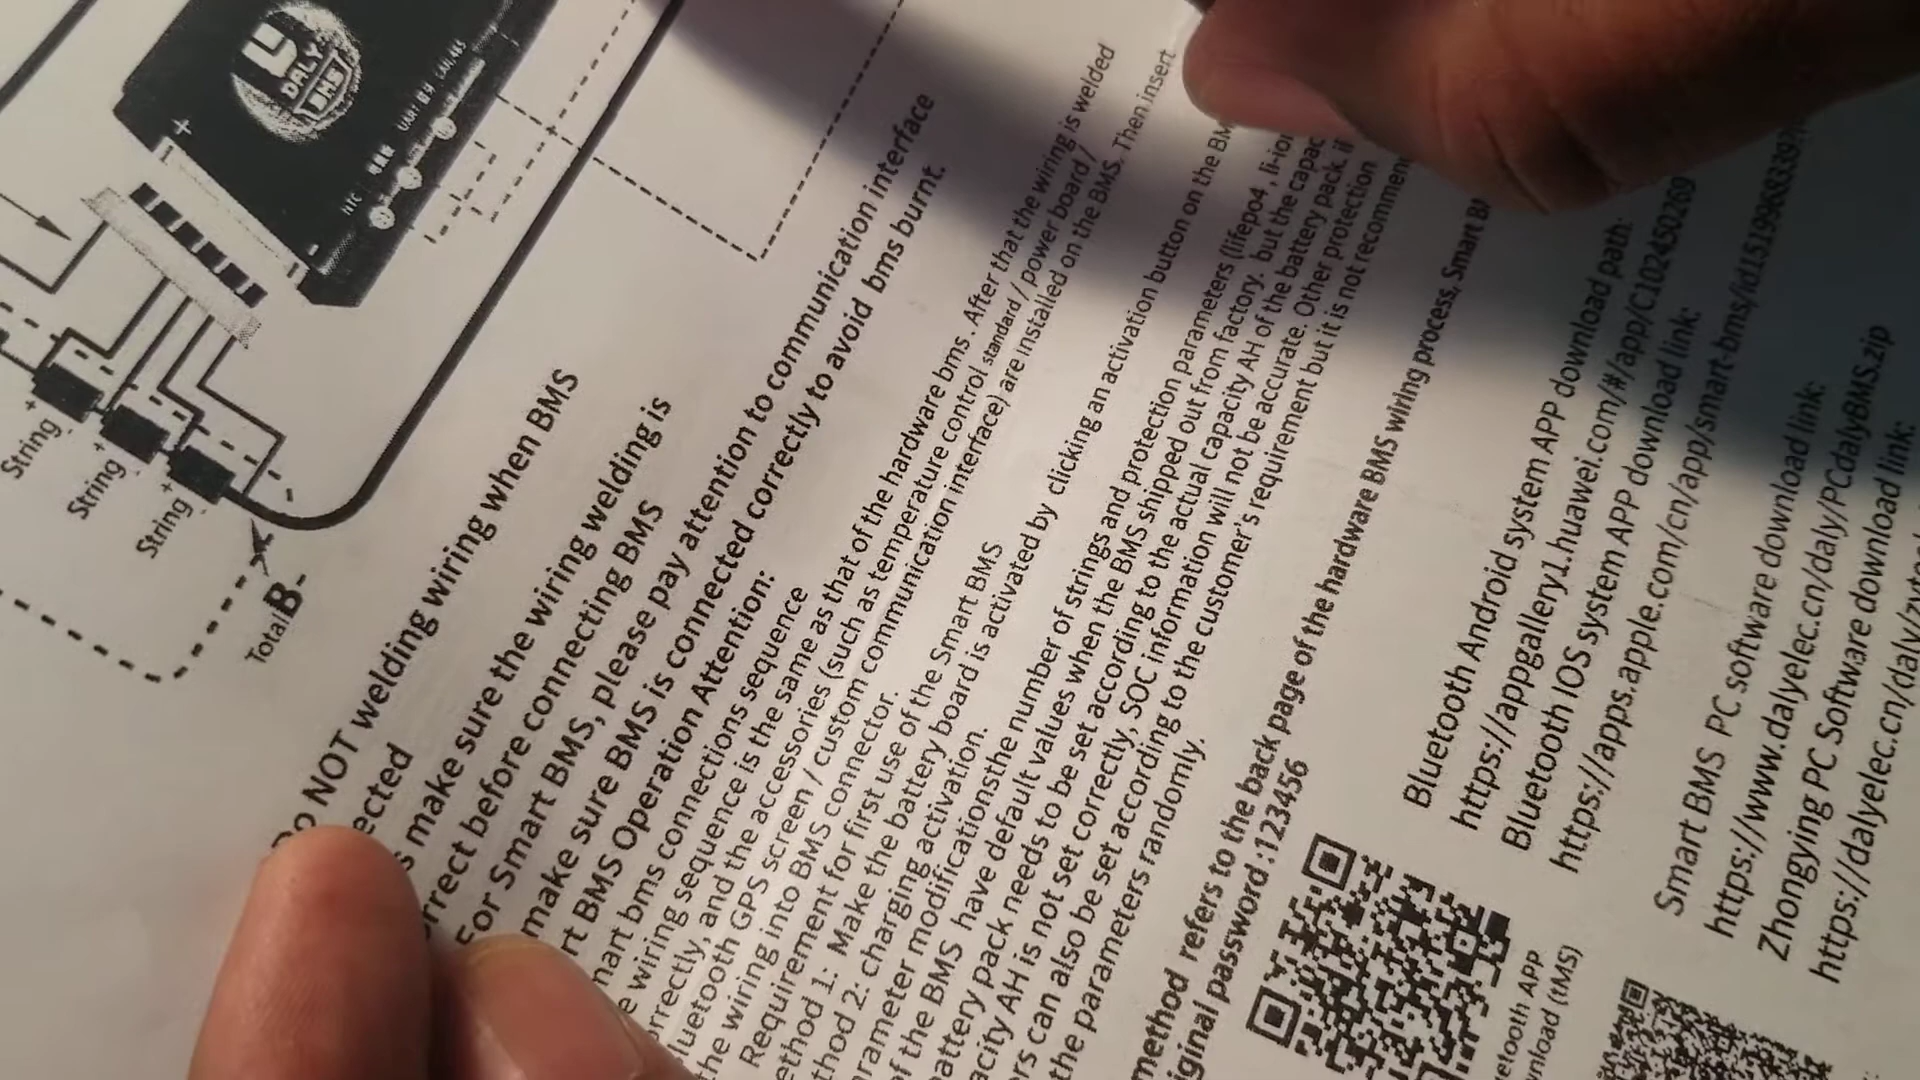 DALY
BMS
UART
CAN/485
NTC
String
String
String
Total B-
Do NOT welding wiring when BMS
ected
make sure the wiring welding is
rrect before connecting BMS
For Smart BMS, please pay attention to communication interface
make sure BMS is connected correctly to avoid bms burnt.
rt BMS Operation Attention:
mart bms connections sequence
e wiring sequence is the same as that of the hardware bms. After that the wiring is welded
orrectly, and the accessories (such as temperature control standard / power board /
luetooth GPS screen / custom communication interface) are installed on the BMS. Then insert
the wiring into BMS connector.
Requirement for first use of the Smart BMS
ethod 1: Make the battery board is activated by clicking an activation button on the BM
thod 2: charging activation.
rameter modificationsthe number of strings and protection parameters (lifepo4 , li-ion
of the BMS have default values when the BMS shipped out from factory. but the capac
attery pack needs to be set according to the actual capacity AH of the battery pack. if
acity AH is not set correctly, SOC information will not be accurate. Other protection
ers can also be set according to the customer's requirement but it is not recommen
the parameters randomly.
method refers to the back page of the hardware BMS wiring process. Smart B
iginal password :123456
Bluetooth Android system APP download path:
https://appgallery1.huawei.com/#/app/C102450269
Bluetooth IOS system APP download link:
https://apps.apple.com/cn/app/smart-bms/id1519968339?
Smart BMS PC software download link:
https://www.dalyelec.cn/daly/PCdalyBMS.zip
Zhongying PC Software download link:
https://dalyelec.cn/daly/
uetooth APP
wnload (tMS)